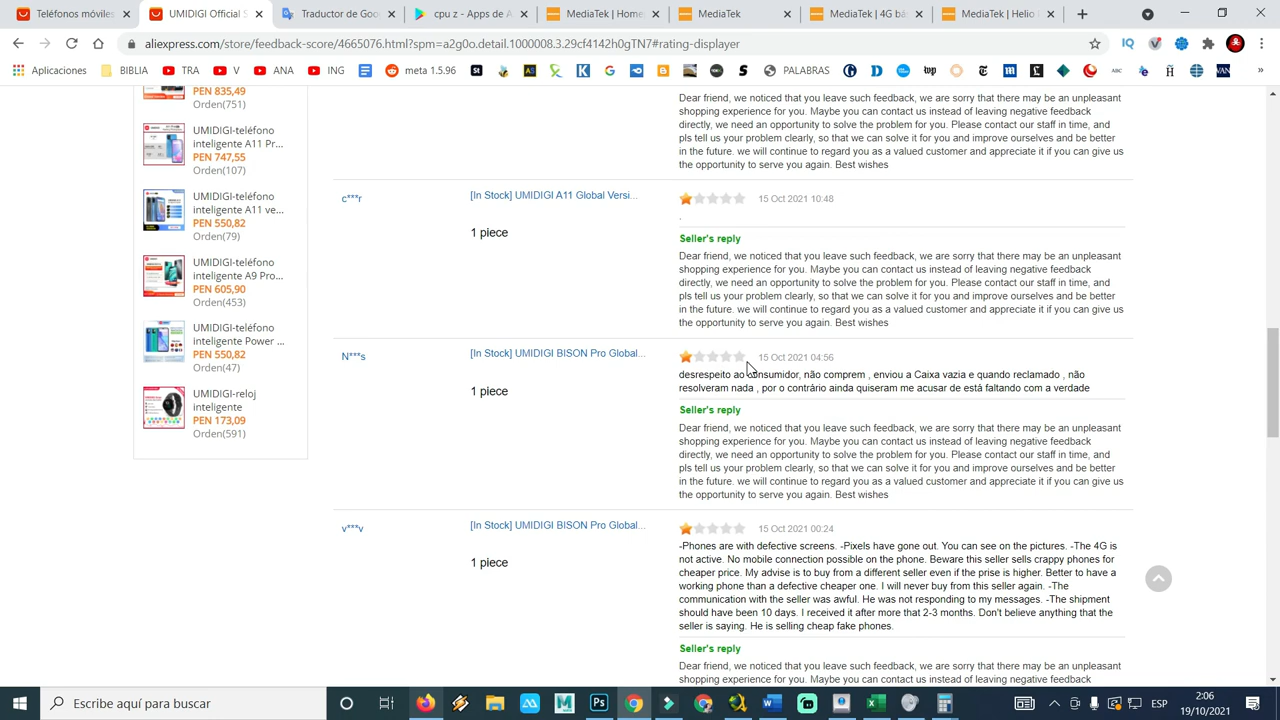 Teléfonos móviles
UMIDIGI Official S
Traductor de Goo
cpu z - Apps de A
MediaTek Home
MediaTek
MediaTek | 4G bá
MediaTek | Helio
aliexpress.com/store/feedback-score/4665076.html?spm=a2g0o.detail.1000808.3.29cf4142h0gTN7#rating-displayer
Aplicaciones
BIBLIA
TRA
V
ANA
ING
meta 1.5.96
PALABRAS
PEN 835,49
Orden(751)
UMIDIGI-teléfono
inteligente A11 Pr...
PEN 747,55
Orden(107)
UMIDIGI-teléfono
inteligente A11 ve...
PEN 550,82
Orden(79)
UMIDIGI-teléfono
inteligente A9 Pro...
PEN 605,90
Orden(453)
UMIDIGI-teléfono
inteligente Power ...
PEN 550,82
Orden(47)
UMIDIGI-reloj
inteligente
PEN 173,09
Orden(591)
Dear friend, we noticed that you leave such feedback, we are sorry that there may be an unpleasant
shopping experience for you. Maybe you can contact us instead of leaving negative feedback
directly, we need an opportunity to solve the problem for you. Please contact our staff in time, and
pls tell us your problem clearly, so that we can solve it for you and improve ourselves and be better
in the future. we will continue to regard you as a valued customer and appreciate it if you can give us
the opportunity to serve you again. Best wishes
c***r
[In Stock] UMIDIGI A11 Global Versi...
1 piece
15 Oct 2021 10:48
.
Seller's reply
Dear friend, we noticed that you leave such feedback, we are sorry that there may be an unpleasant
shopping experience for you. Maybe you can contact us instead of leaving negative feedback
directly, we need an opportunity to solve the problem for you. Please contact our staff in time, and
pls tell us your problem clearly, so that we can solve it for you and improve ourselves and be better
in the future. we will continue to regard you as a valued customer and appreciate it if you can give us
the opportunity to serve you again. Best wishes
N***s
[In Stock] UMIDIGI BISON Pro Global...
1 piece
15 Oct 2021 04:56
desrespeito ao consumidor, não comprem , enviou a Caixa vazia e quando reclamado , não
resolveram nada , por o contrário ainda quiseram me acusar de está faltando com a verdade
Seller's reply
Dear friend, we noticed that you leave such feedback, we are sorry that there may be an unpleasant
shopping experience for you. Maybe you can contact us instead of leaving negative feedback
directly, we need an opportunity to solve the problem for you. Please contact our staff in time, and
pls tell us your problem clearly, so that we can solve it for you and improve ourselves and be better
in the future. we will continue to regard you as a valued customer and appreciate it if you can give us
the opportunity to serve you again. Best wishes
v***v
[In Stock] UMIDIGI BISON Pro Global...
1 piece
15 Oct 2021 00:24
-Phones are with defective screens. -Pixels have gone out. You can see on the pictures. -The 4G is
not active. No mobile connection possible on the phone. Beware this seller sells crappy phones for
cheaper price. My advise is to buy from a different seller even if the price is higher. Better to have a
working phone than a defective cheaper one. I will never buy from this seller again. -The
communication with the seller was awful. He was not responding to my messages. -The shipment
should have been 10 days. I received it after more that 2-3 months. Don't believe anything that the
seller is saying. He is selling cheap fake phones.
Seller's reply
Dear friend, we noticed that you leave such feedback, we are sorry that there may be an unpleasant
shopping experience for you. Maybe you can contact us instead of leaving negative feedback
Escribe aquí para buscar
ESP
2:06
19/10/2021